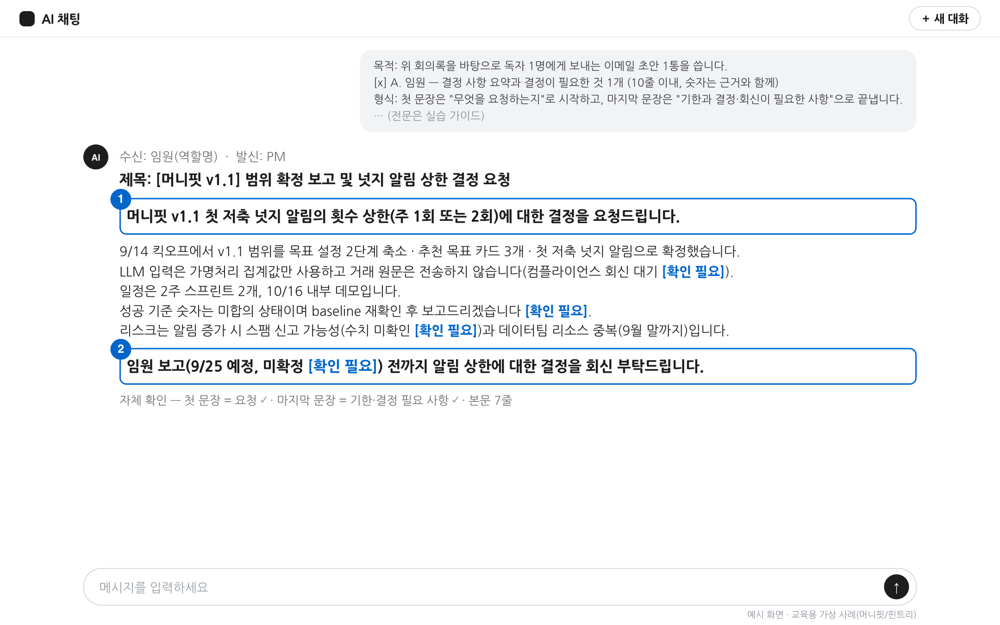 AI 채팅
+ 새 대화
목적: 위 회의록을 바탕으로 독자 1명에게 보내는 이메일 초안 1통을 씁니다.
[x] A. 임원 — 결정 사항 요약과 결정이 필요한 것 1개 (10줄 이내, 숫자는 근거와 함께)
형식: 첫 문장은 "무엇을 요청하는지"로 시작하고, 마지막 문장은 "기한과 결정·회신이 필요한 사항"으로 끝냅니다.
… (전문은 실습 가이드)
AI
수신: 임원(역할명) · 발신: PM
제목: [머니핏 v1.1] 범위 확정 보고 및 넛지 알림 상한 결정 요청
1
머니핏 v1.1 첫 저축 넛지 알림의 횟수 상한(주 1회 또는 2회)에 대한 결정을 요청드립니다.
9/14 킥오프에서 v1.1 범위를 목표 설정 2단계 축소 · 추천 목표 카드 3개 · 첫 저축 넛지 알림으로 확정했습니다.
LLM 입력은 가명처리 집계값만 사용하고 거래 원문은 전송하지 않습니다(컴플라이언스 회신 대기 [확인 필요]).
일정은 2주 스프린트 2개, 10/16 내부 데모입니다.
성공 기준 숫자는 미합의 상태이며 baseline 재확인 후 보고드리겠습니다 [확인 필요].
리스크는 알림 증가 시 스팸 신고 가능성(수치 미확인 [확인 필요])과 데이터팀 리소스 중복(9월 말까지)입니다.
2
임원 보고(9/25 예정, 미확정 [확인 필요]) 전까지 알림 상한에 대한 결정을 회신 부탁드립니다.
자체 확인 — 첫 문장 = 요청 ✓ · 마지막 문장 = 기한·결정 필요 사항 ✓ · 본문 7줄
메시지를 입력하세요
↑
예시 화면 · 교육용 가상 사례(머니핏/핀트리)